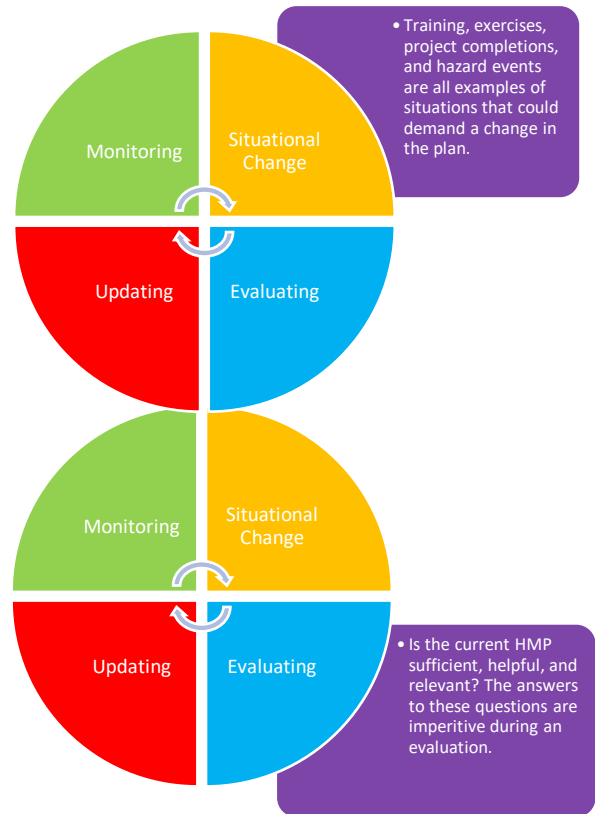 • Training, exercises,
project completions,
and hazard events
are all examples of
situations that could
demand a change in
the plan.
Monitoring
Situational
Change
Updating
Evaluating
Monitoring
Situational
Change
Updating
Evaluating
• Is the current HMP
sufficient, helpful, and
relevant? The answers
to these questions are
imperitive during an
evaluation.